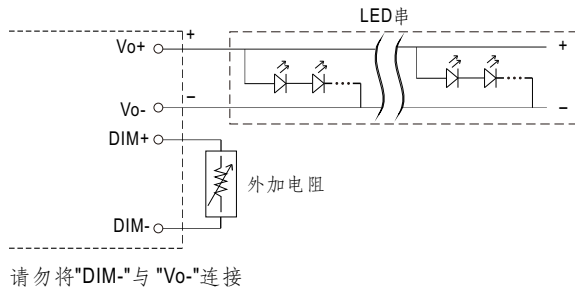 LED串
Vo+
+
+
Vo-
−
−
DIM+
外加电阻
DIM-
请勿将"DIM-"与 "Vo-"连接